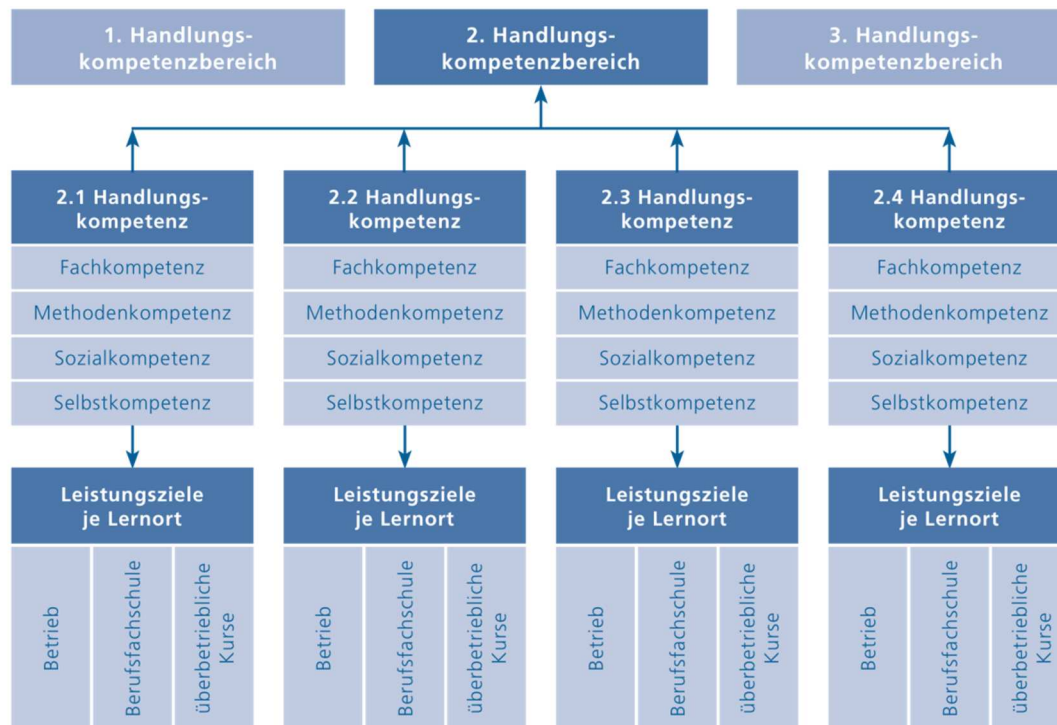 1. Handlungs-
kompetenzbereich
2. Handlungs-
kompetenzbereich
3. Handlungs-
kompetenzbereich
2.1 Handlungs-
kompetenz
2.2 Handlungs-
kompetenz
2.3 Handlungs-
kompetenz
2.4 Handlungs-
kompetenz
Fachkompetenz
Fachkompetenz
Fachkompetenz
Fachkompetenz
Methodenkompetenz
Methodenkompetenz
Methodenkompetenz
Methodenkompetenz
Sozialkompetenz
Sozialkompetenz
Sozialkompetenz
Sozialkompetenz
Selbstkompetenz
Selbstkompetenz
Selbstkompetenz
Selbstkompetenz
Leistungsziele
je Lernort
Leistungsziele
je Lernort
Leistungsziele
je Lernort
Leistungsziele
je Lernort
Betrieb
Berufsfachschule
überbetriebliche
Kurse
Betrieb
Berufsfachschule
überbetriebliche
Kurse
Betrieb
Berufsfachschule
überbetriebliche
Kurse
Betrieb
Berufsfachschule
überbetriebliche
Kurse